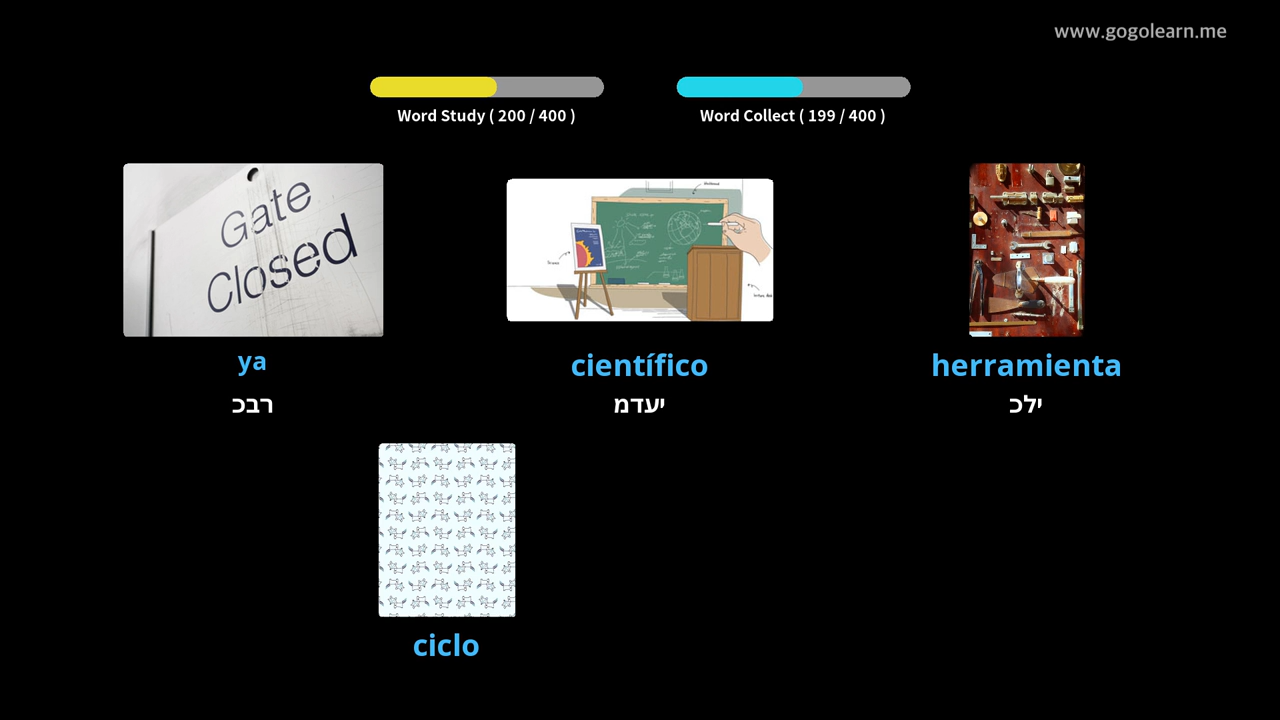 www.gogolearn.me
Word Study ( 200 / 400 )
Word Collect ( 199 / 400 )
Gate
Closed
ya
científico
herramienta
רבכ
יעדמ
ילכ
ciclo